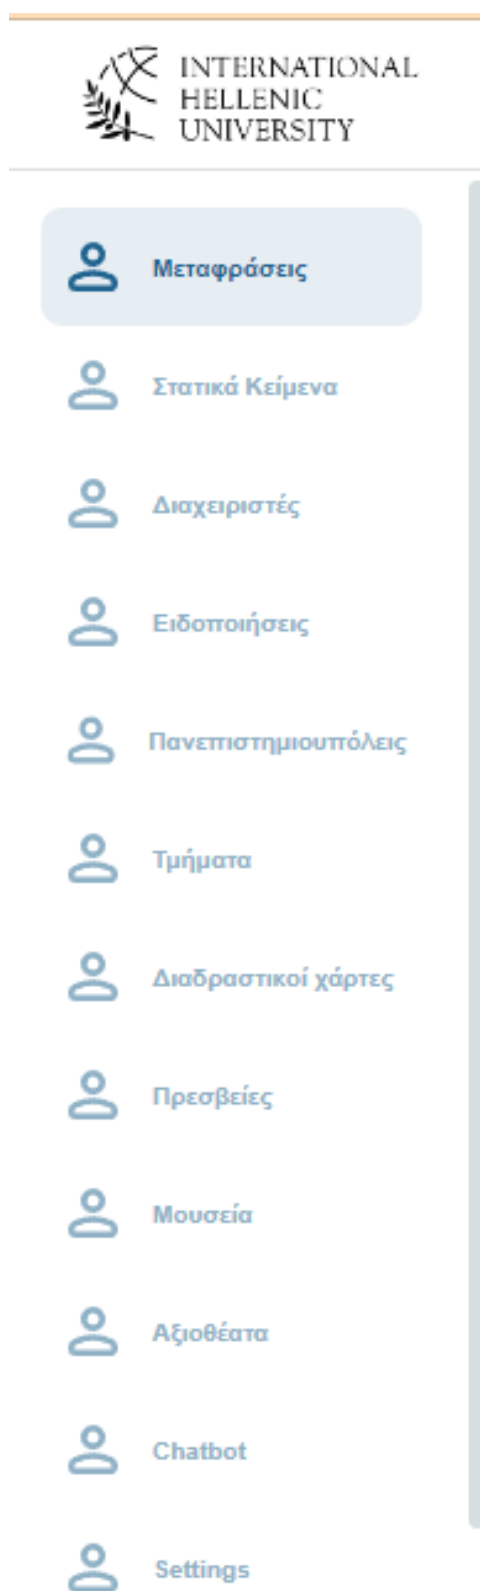 INTERNATIONAL
HELLENIC
UNIVERSITY
Μεταφράσεις
Στατικά Κείμενα
Διαχειριστές
Ειδοποιήσεις
Πανεπιστημιουπόλεις
Τμήματα
Διαδραστικοί χάρτες
Πρεσβείες
Μουσεία
Αξιοθέατα
Chatbot
Settings